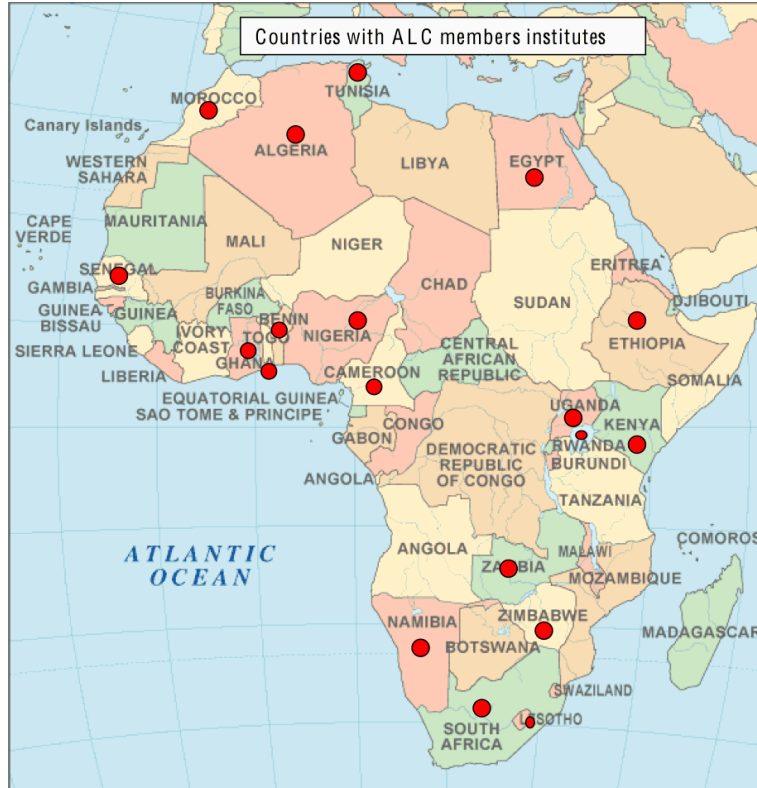 Countries with ALC members institutes
TUNISIA
MOROCCO
Canary Islands
ALGERIA
LIBYA
EGYPT
WESTERN
SAHARA
MAURITANIA
CAPE
VERDE
MALI
NIGER
CHAD
SUDAN
ERITREA
SENEGAL
GAMBIA
DJIBOUTI
GUINEA
BISSAU
GUINEA
BURKINA
FASO
BENIN
NIGERIA
IVORY
COAST
TOGO
GHANA
SIERRA LEONE
LIBERIA
CENTRAL
AFRICAN
REPUBLIC
ETHIOPIA
SOMALIA
CAMEROON
EQUATORIAL GUINEA
SAO TOME & PRINCIPE
UGANDA
KENYA
GABON
CONGO
RWANDA
BURUNDI
DEMOCRATIC
REPUBLIC
OF CONGO
ANGOLA
TANZANIA
COMOROS
ATLANTIC
OCEAN
ANGOLA
ZAMBIA
MALAWI
MOZAMBIQUE
NAMIBIA
ZIMBABWE
BOTSWANA
MADAGASCAR
SWAZILAND
LESOTHO
SOUTH
AFRICA